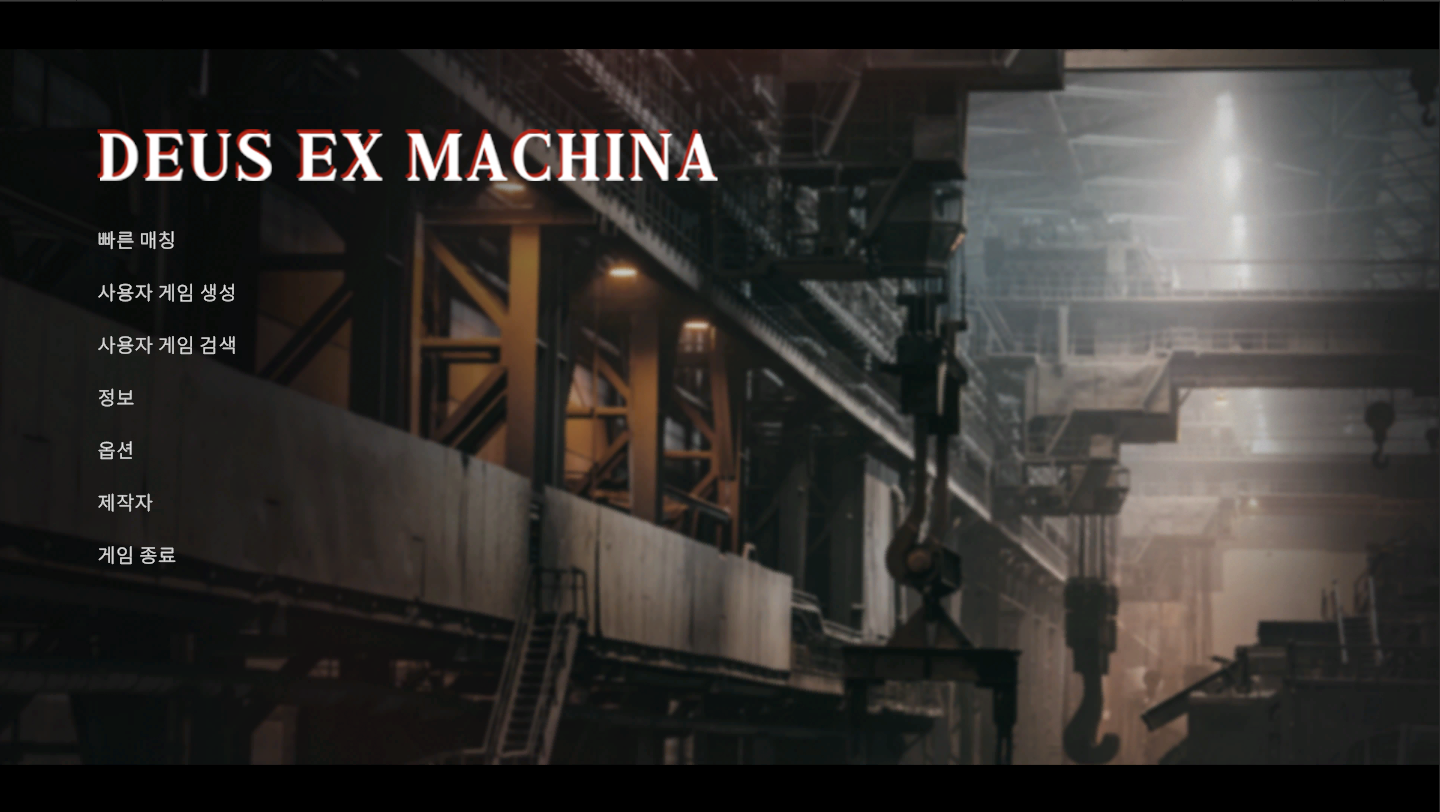 DEUS EX MACHINA
빠른 매칭
사용자 게임 생성
사용자 게임 검색
정보
옵션
제작자
게임 종료